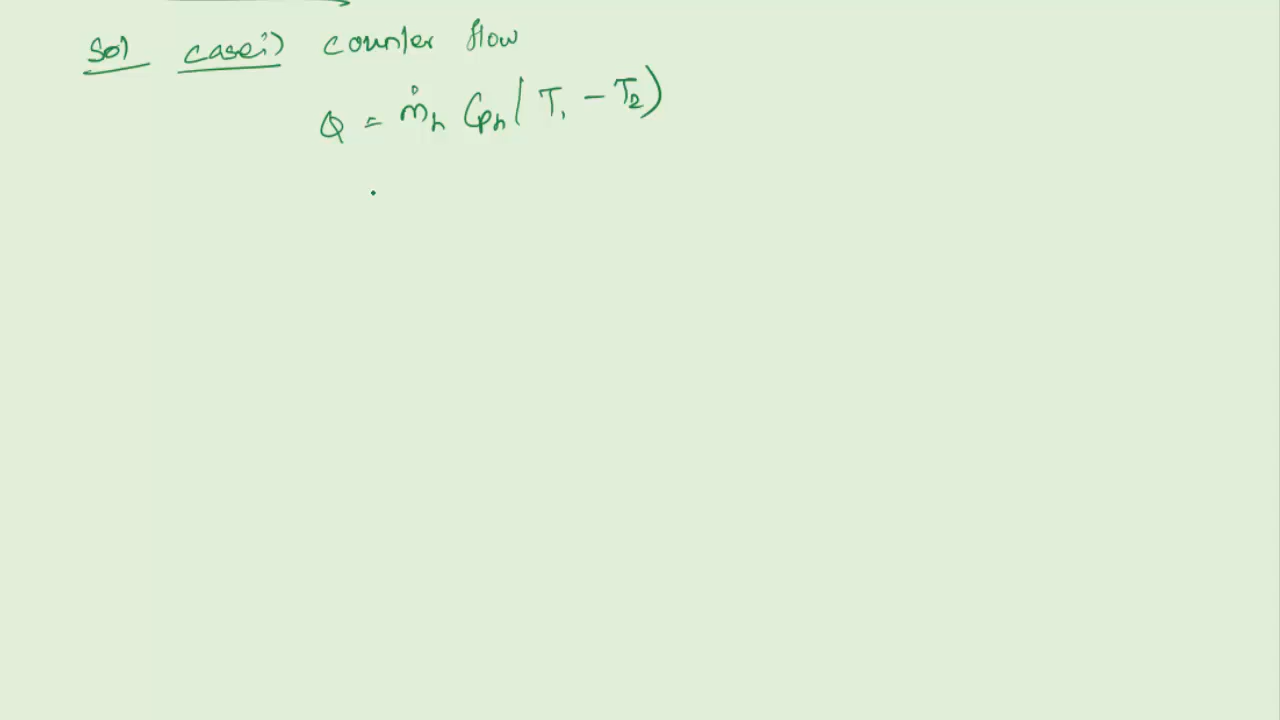 Sol case i) counter flow
Q = ṁh Cph ( T1 - T2 )